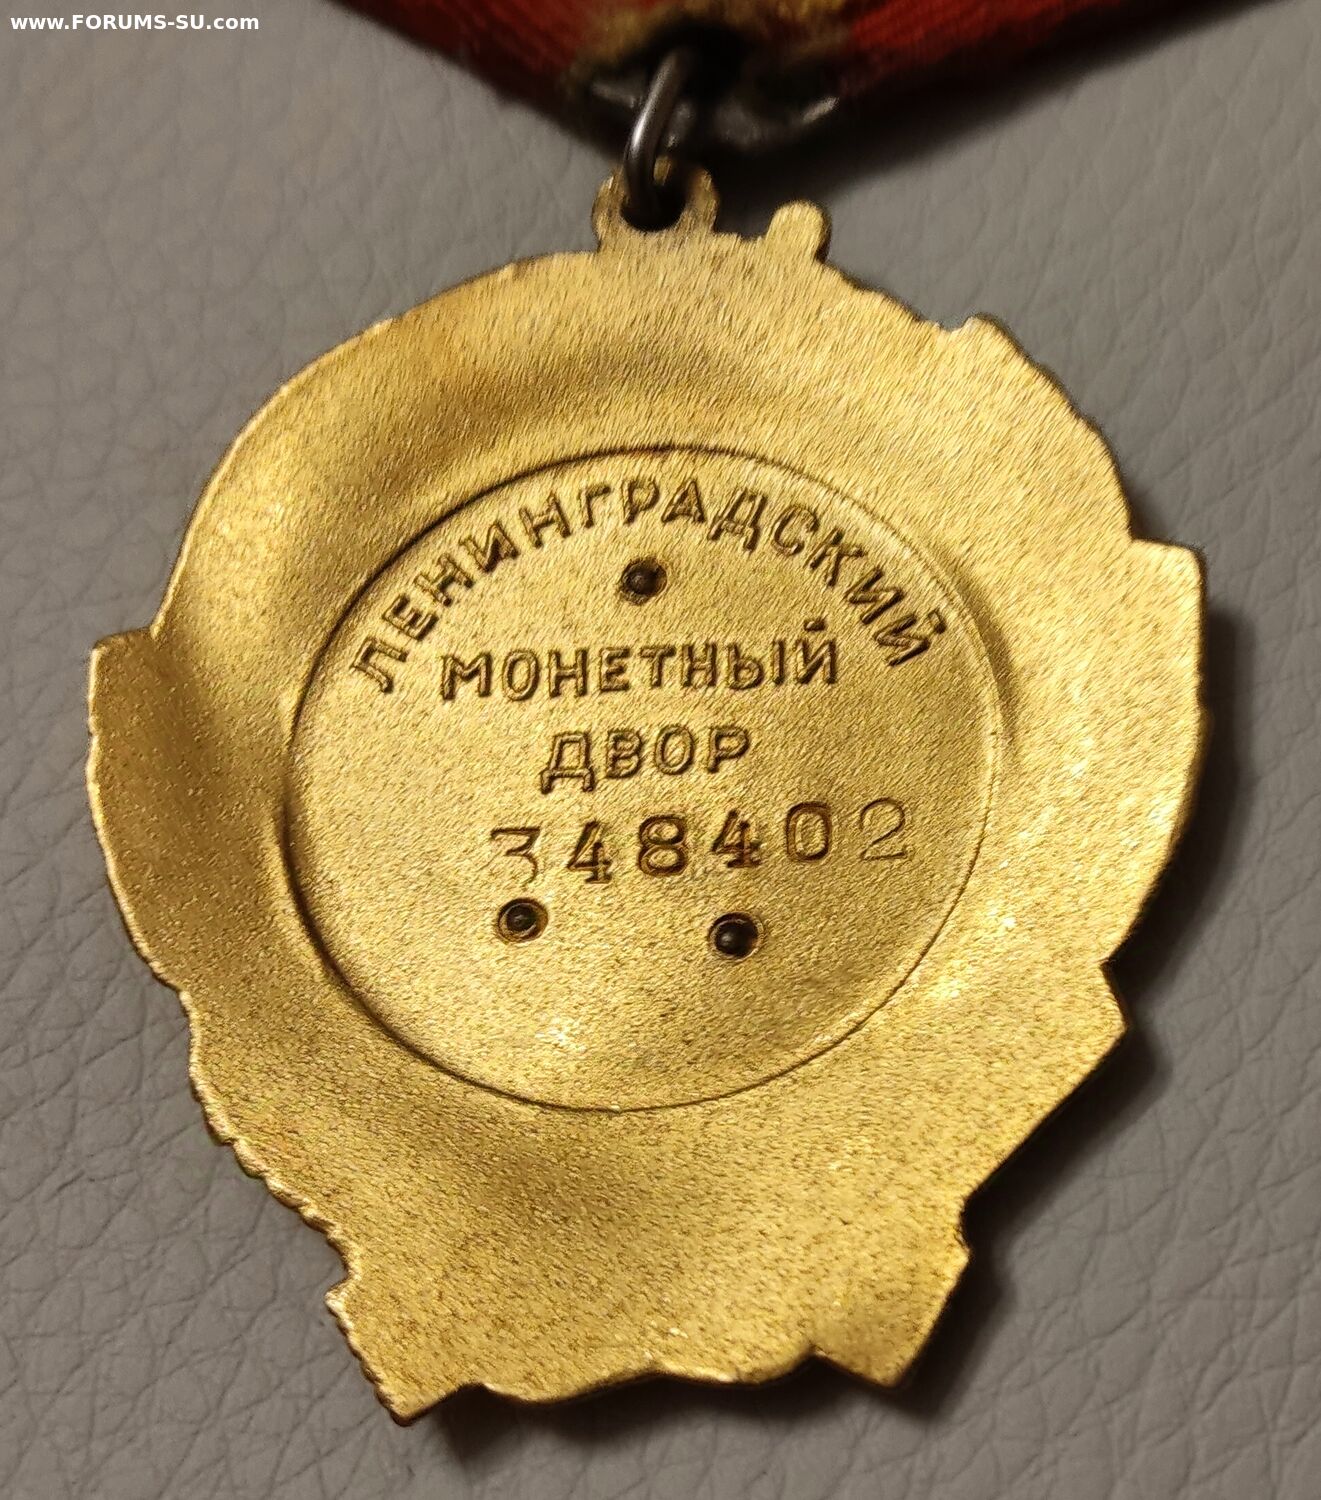 www.FORUMS-SU.com
ЛЕНИНГРАДСКИЙ
МОНЕТНЫЙ
ДВОР
348402